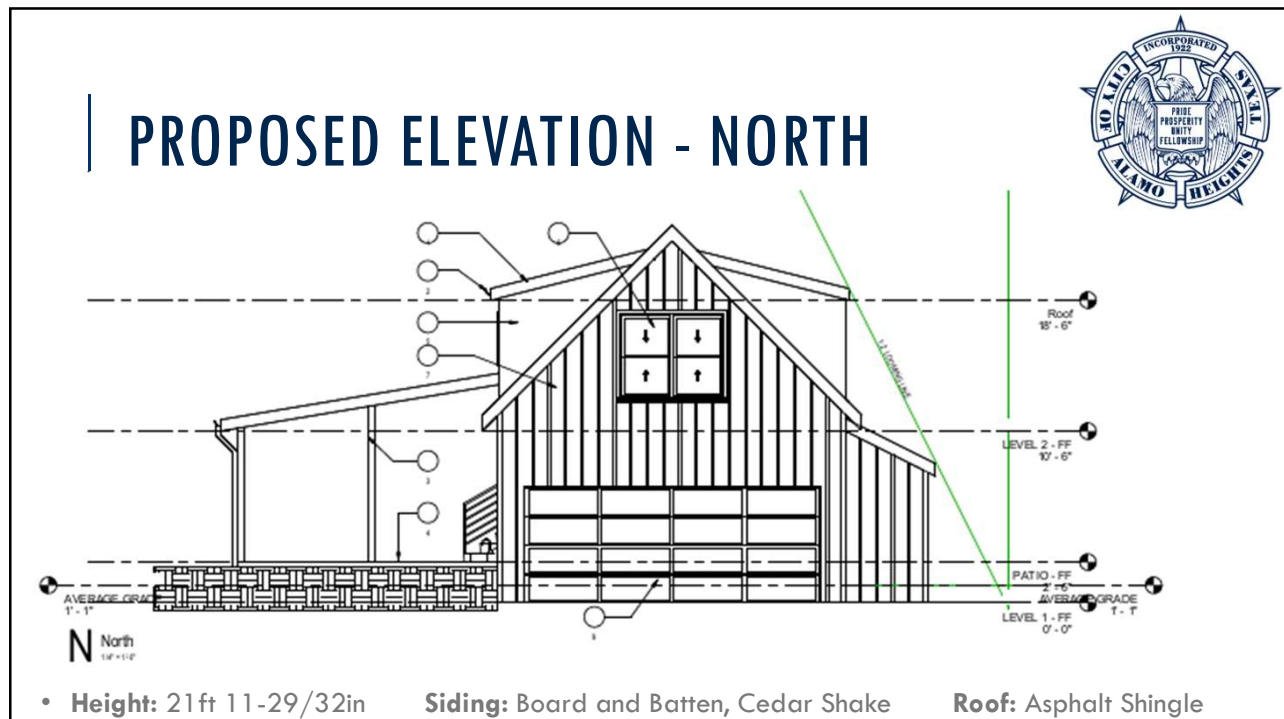 PROPOSED ELEVATION - NORTH
INCORPORATED
1922
CITY OF
TEXAS
PRIDE
PROSPERITY
UNITY
FELLOWSHIP
ALAMO
HEIGHTS
Roof
18' - 6"
LEVEL 2 - FF
10' - 6"
PATIO - FF
2' - 6"
AVERAGE GRADE
1' - 1"
AVERAGE GRADE
1' - 1"
LEVEL 1 - FF
0' - 0"
N North
• Height: 21ft 11-29/32in Siding: Board and Batten, Cedar Shake Roof: Asphalt Shingle